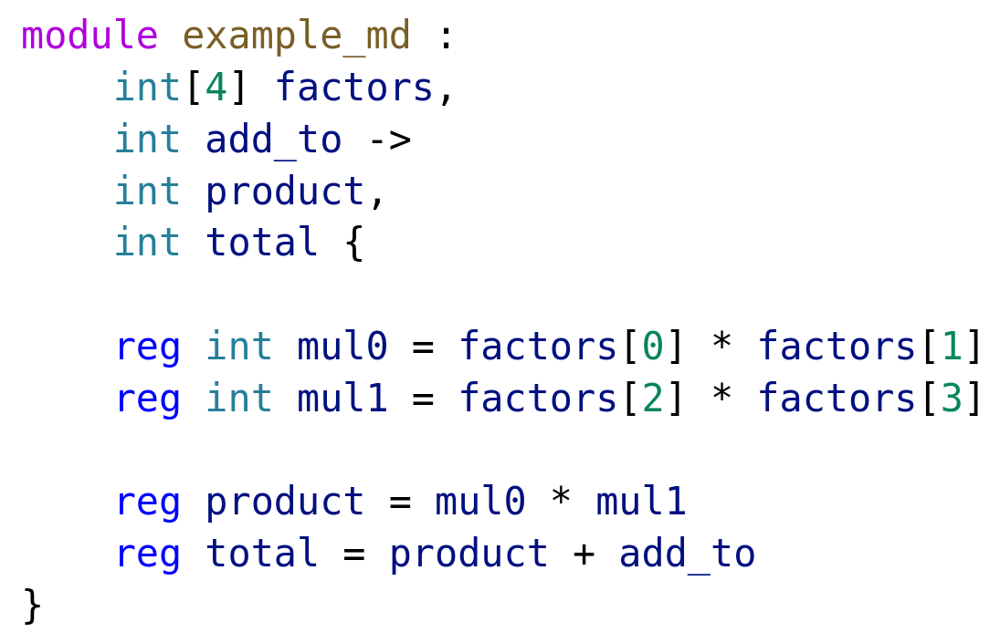 module example_md :
    int[4] factors,
    int add_to ->
    int product,
    int total {

    reg int mul0 = factors[0] * factors[1]
    reg int mul1 = factors[2] * factors[3]

    reg product = mul0 * mul1
    reg total = product + add_to
}